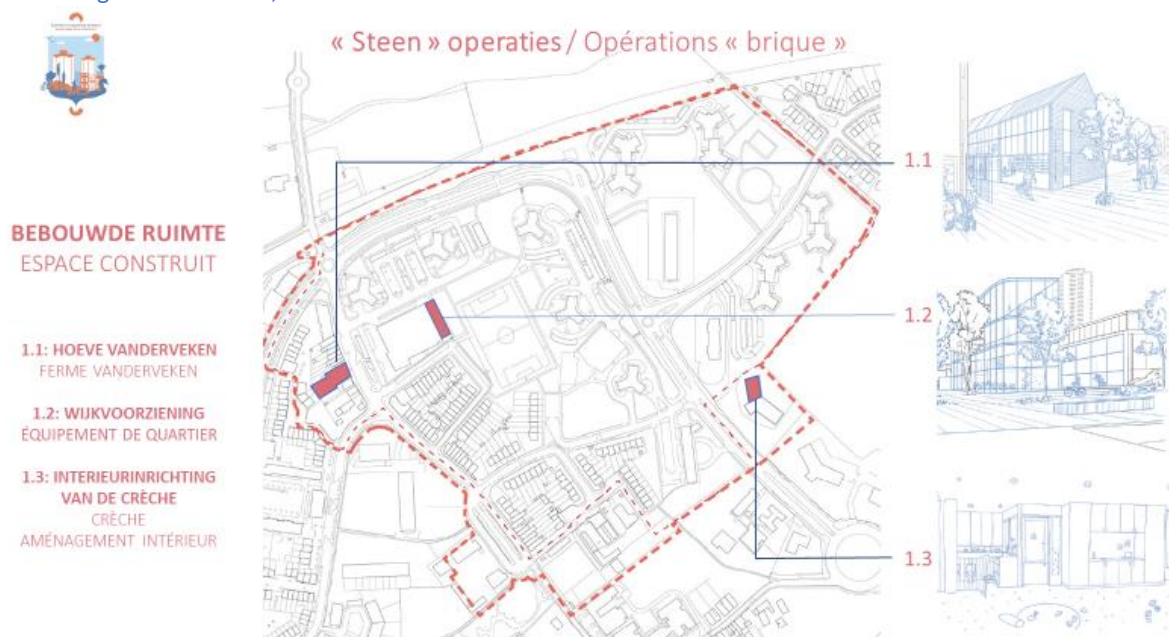 « Steen » operaties / Opérations « brique »
BEBOUWDE RUIMTE
ESPACE CONSTRUIT
1.1: HOEVE VANDERVEKEN
FERME VANDERVEKEN
1.2: WIJKVOORZIENING
ÉQUIPEMENT DE QUARTIER
1.3: INTERIEURINRICHTING
VAN DE CRÈCHE
CRÈCHE
AMÉNAGEMENT INTÉRIEUR
1.1
1.2
1.3